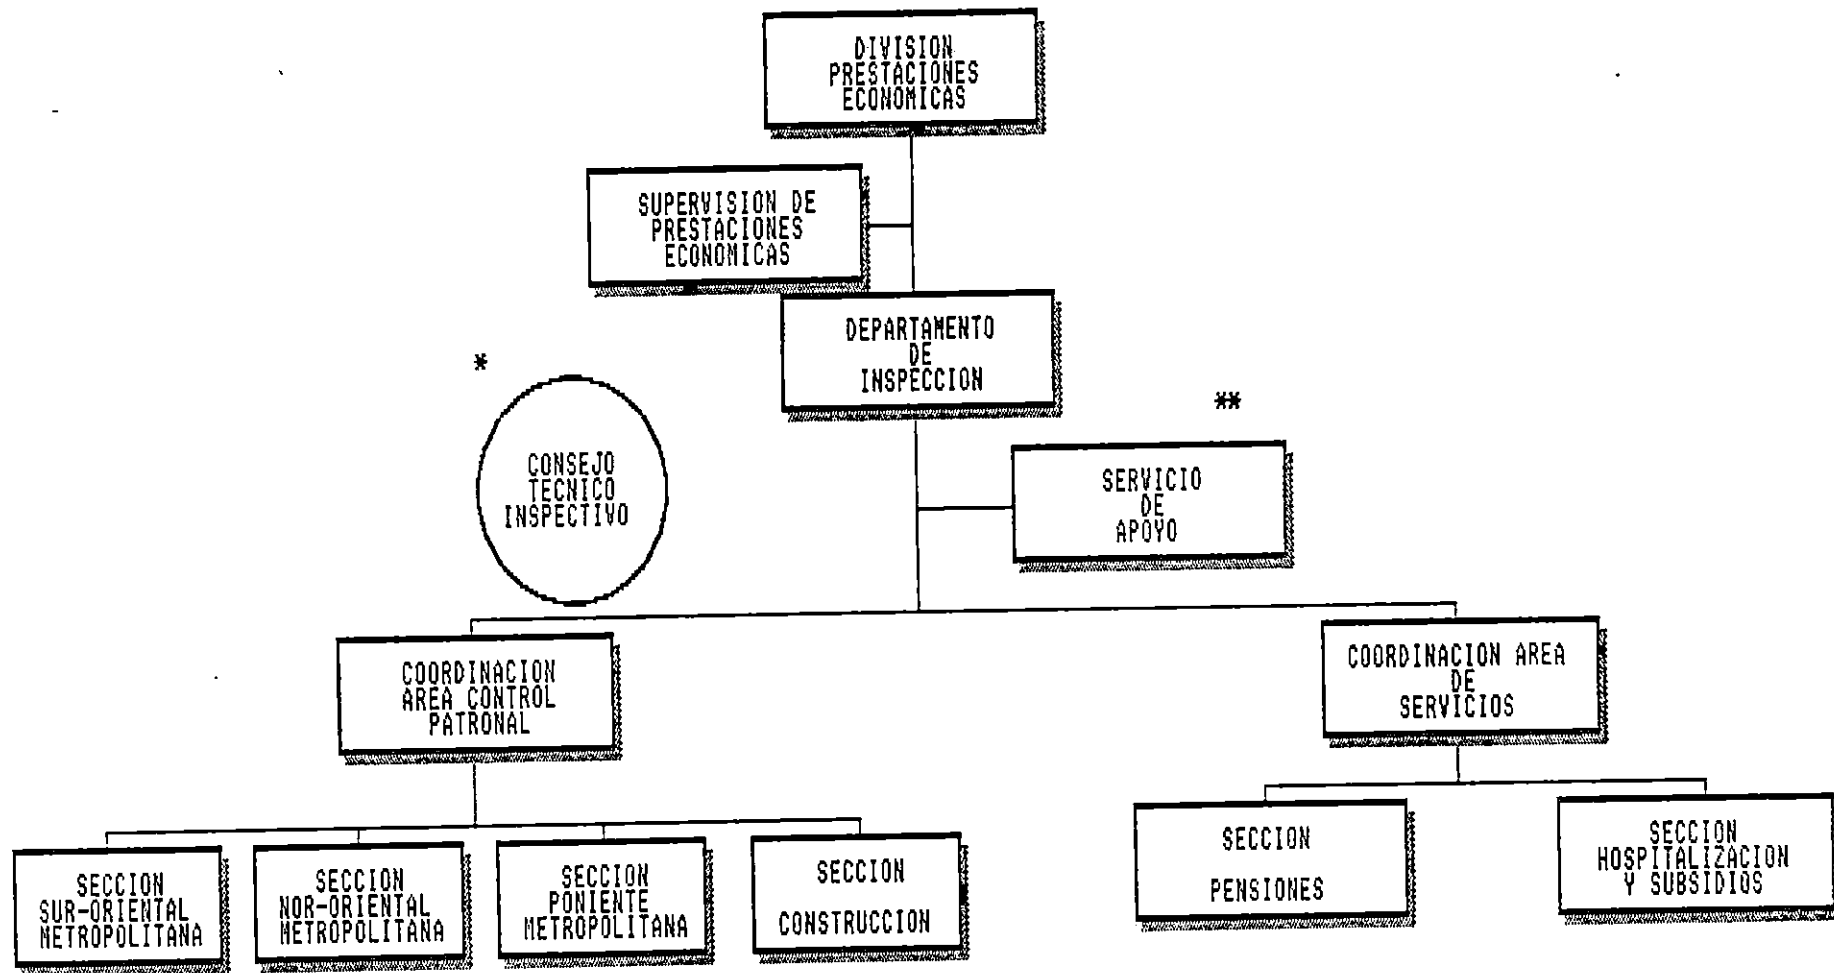 DIVISION
PRESTACIONES
ECONOMICAS
SUPERVISION DE
PRESTACIONES
ECONOMICAS
DEPARTAMENTO
DE
INSPECCION
*
CONSEJO
TECNICO
INSPECTIVO
**
SERVICIO
DE
APOYO
COORDINACION
AREA CONTROL
PATRONAL
COORDINACION AREA
DE
SERVICIOS
SECCION
SUR-ORIENTAL
METROPOLITANA
SECCION
NOR-ORIENTAL
METROPOLITANA
SECCION
PONIENTE
METROPOLITANA
SECCION
CONSTRUCCION
SECCION
PENSIONES
SECCION
HOSPITALIZACION
Y SUBSIDIOS